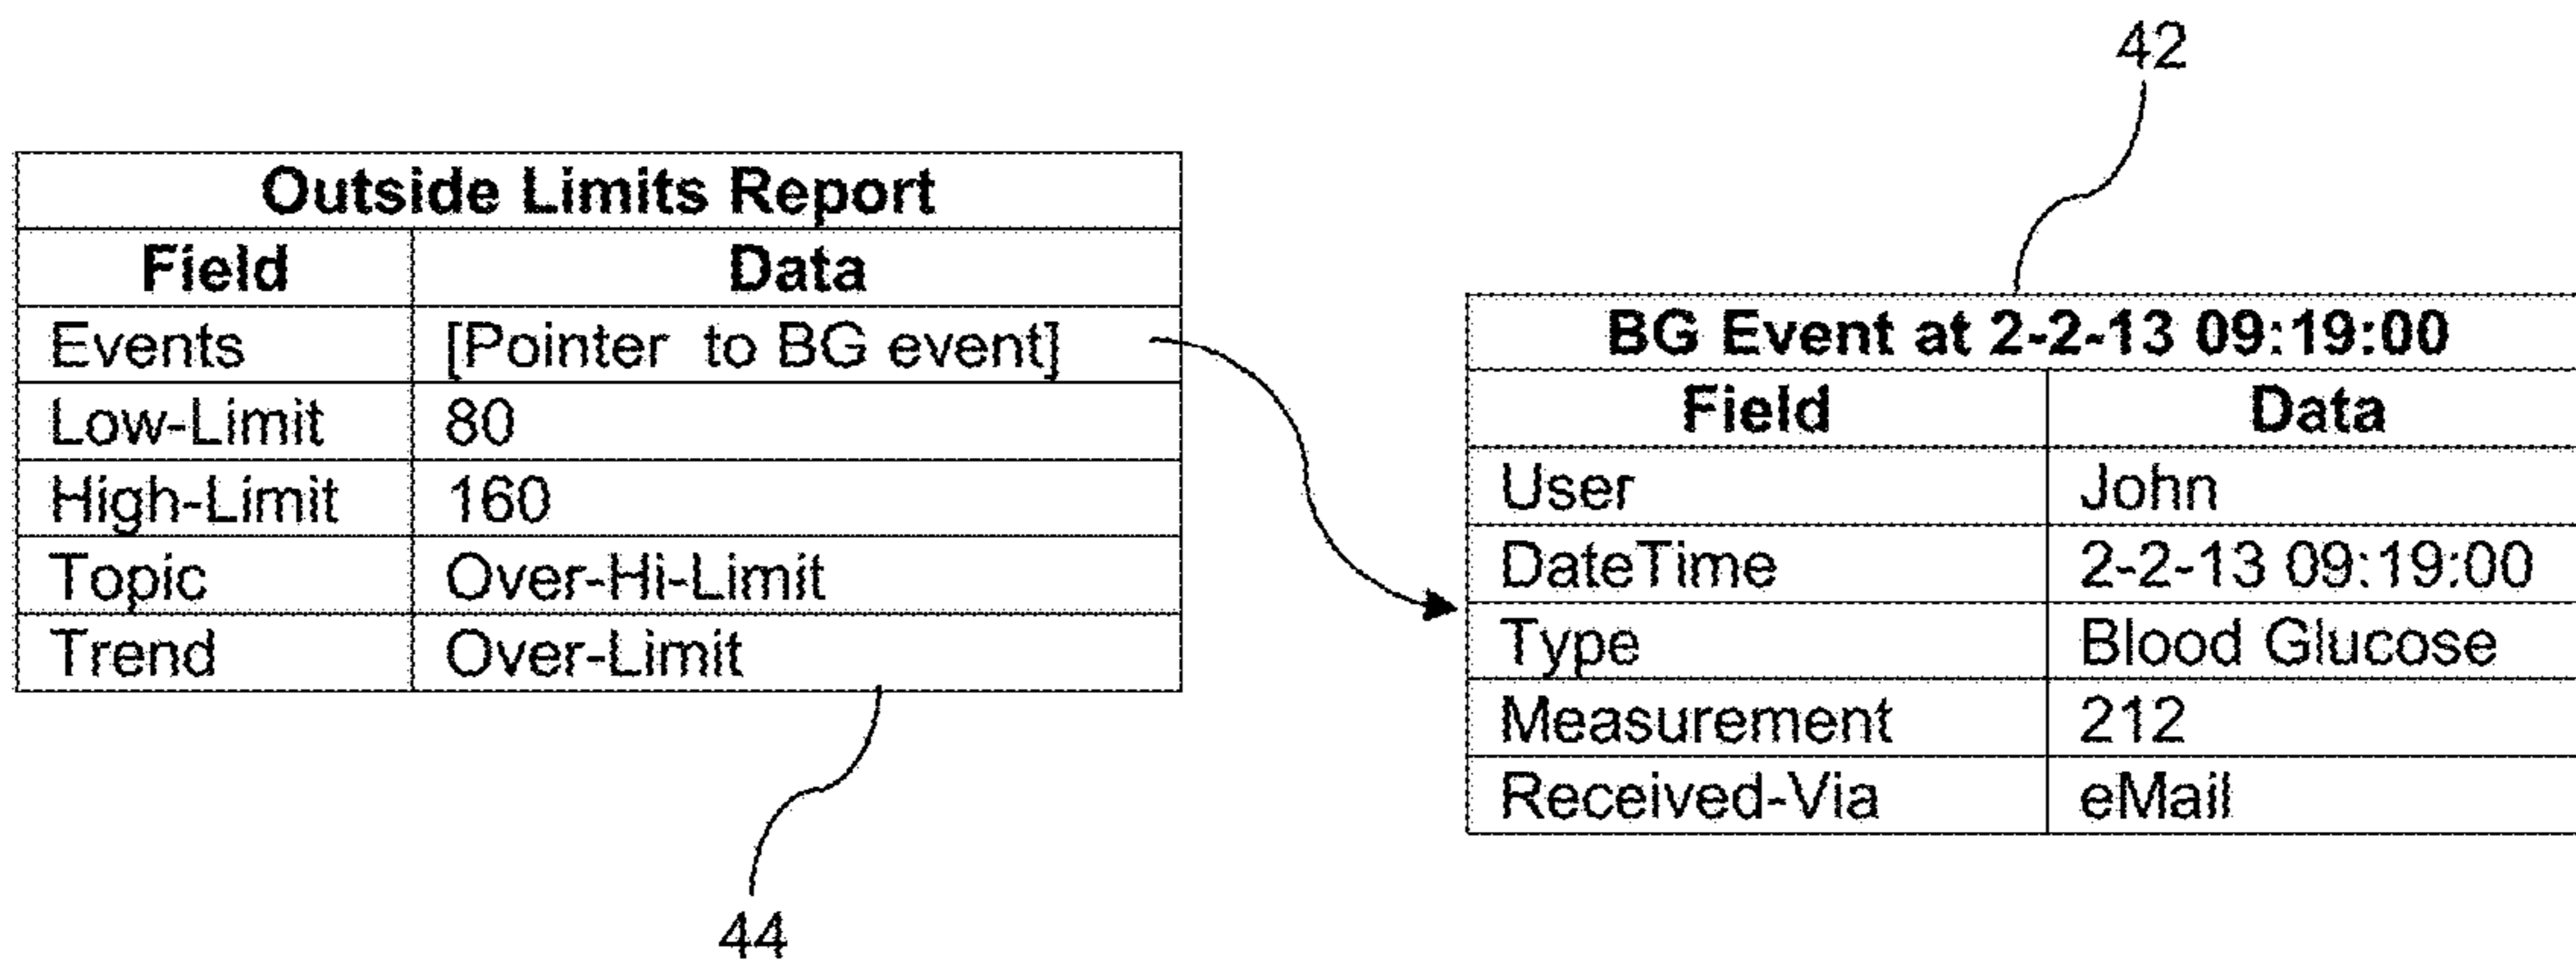 42
Outside Limits Report
Field Data
Events [Pointer to BG event]
Low-Limit 80
High-Limit 160
Topic Over-Hi-Limit
Trend Over-Limit
44
BG Event at 2-2-13 09:19:00
Field Data
User John
DateTime 2-2-13 09:19:00
Type Blood Glucose
Measurement 212
Received-Via eMail